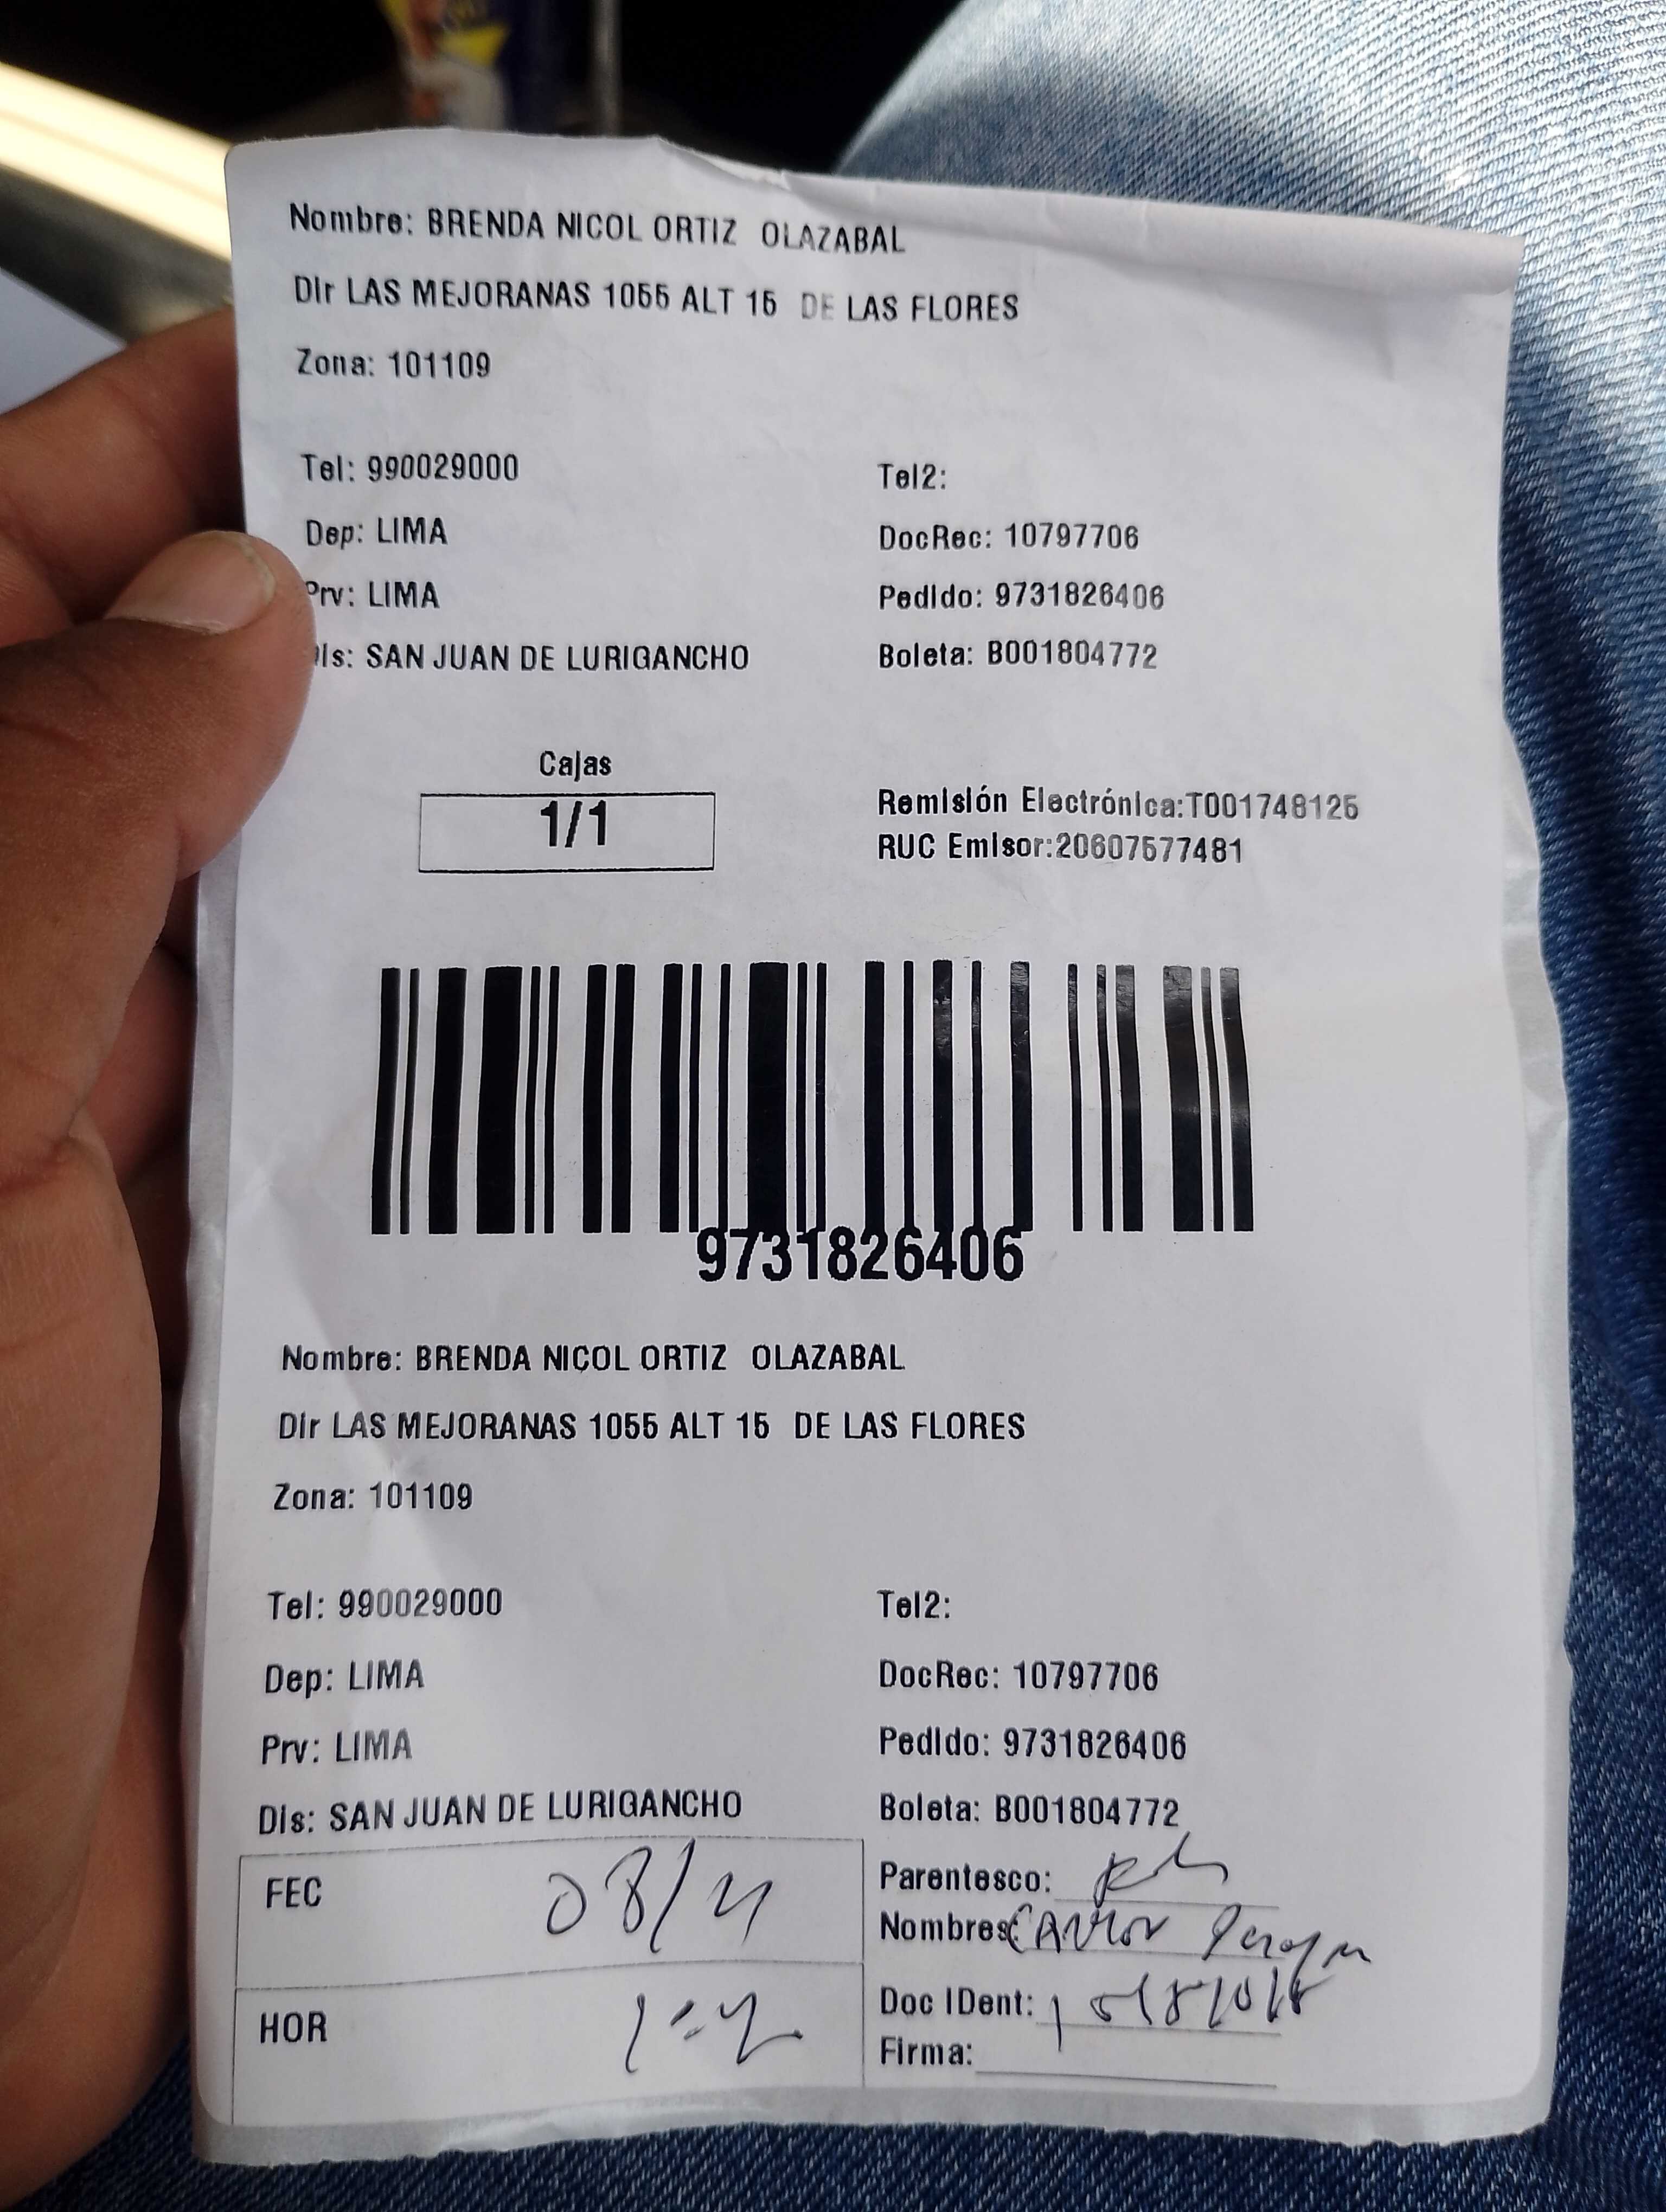 Nombre: BRENDA NICOL ORTIZ OLAZABAL
Dir LAS MEJORANAS 1055 ALT 15 DE LAS FLORES
Zona: 101109
Tel: 990029000
Tel2:
Dep: LIMA
DocRec: 10797706
Prv: LIMA
Pedido: 9731826406
Dis: SAN JUAN DE LURIGANCHO
Boleta: B001804772
Cajas
1/1
Remisión Electrónica:T001748125
RUC Emisor:20607577481
9731826406
Nombre: BRENDA NICOL ORTIZ OLAZABAL
Dir LAS MEJORANAS 1055 ALT 15 DE LAS FLORES
Zona: 101109
Tel: 990029000
Tel2:
Dep: LIMA
DocRec: 10797706
Prv: LIMA
Pedido: 9731826406
Dis: SAN JUAN DE LURIGANCHO
Boleta: B001804772
FEC
Parentesco:
Nombres:
HOR
Doc IDent:
Firma: